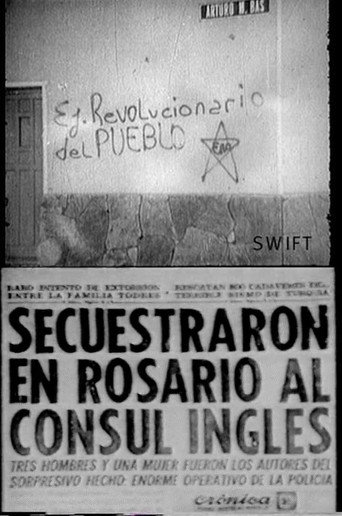 ARTURO M. BAS
Ej. Revolucionario
del PUEBLO
ERP
SWIFT
RARO INTENTO DE EXTORSION
ENTRE LA FAMILIA TODRES
RESCATAN 800 CADAVERES DEL
TERRIBLE SISMO DE TURQUIA
SECUESTRARON
EN ROSARIO AL
CONSUL INGLES
TRES HOMBRES Y UNA MUJER FUERON LOS AUTORES DEL
SORPRESIVO HECHO: ENORME OPERATIVO DE LA POLICIA
crónica